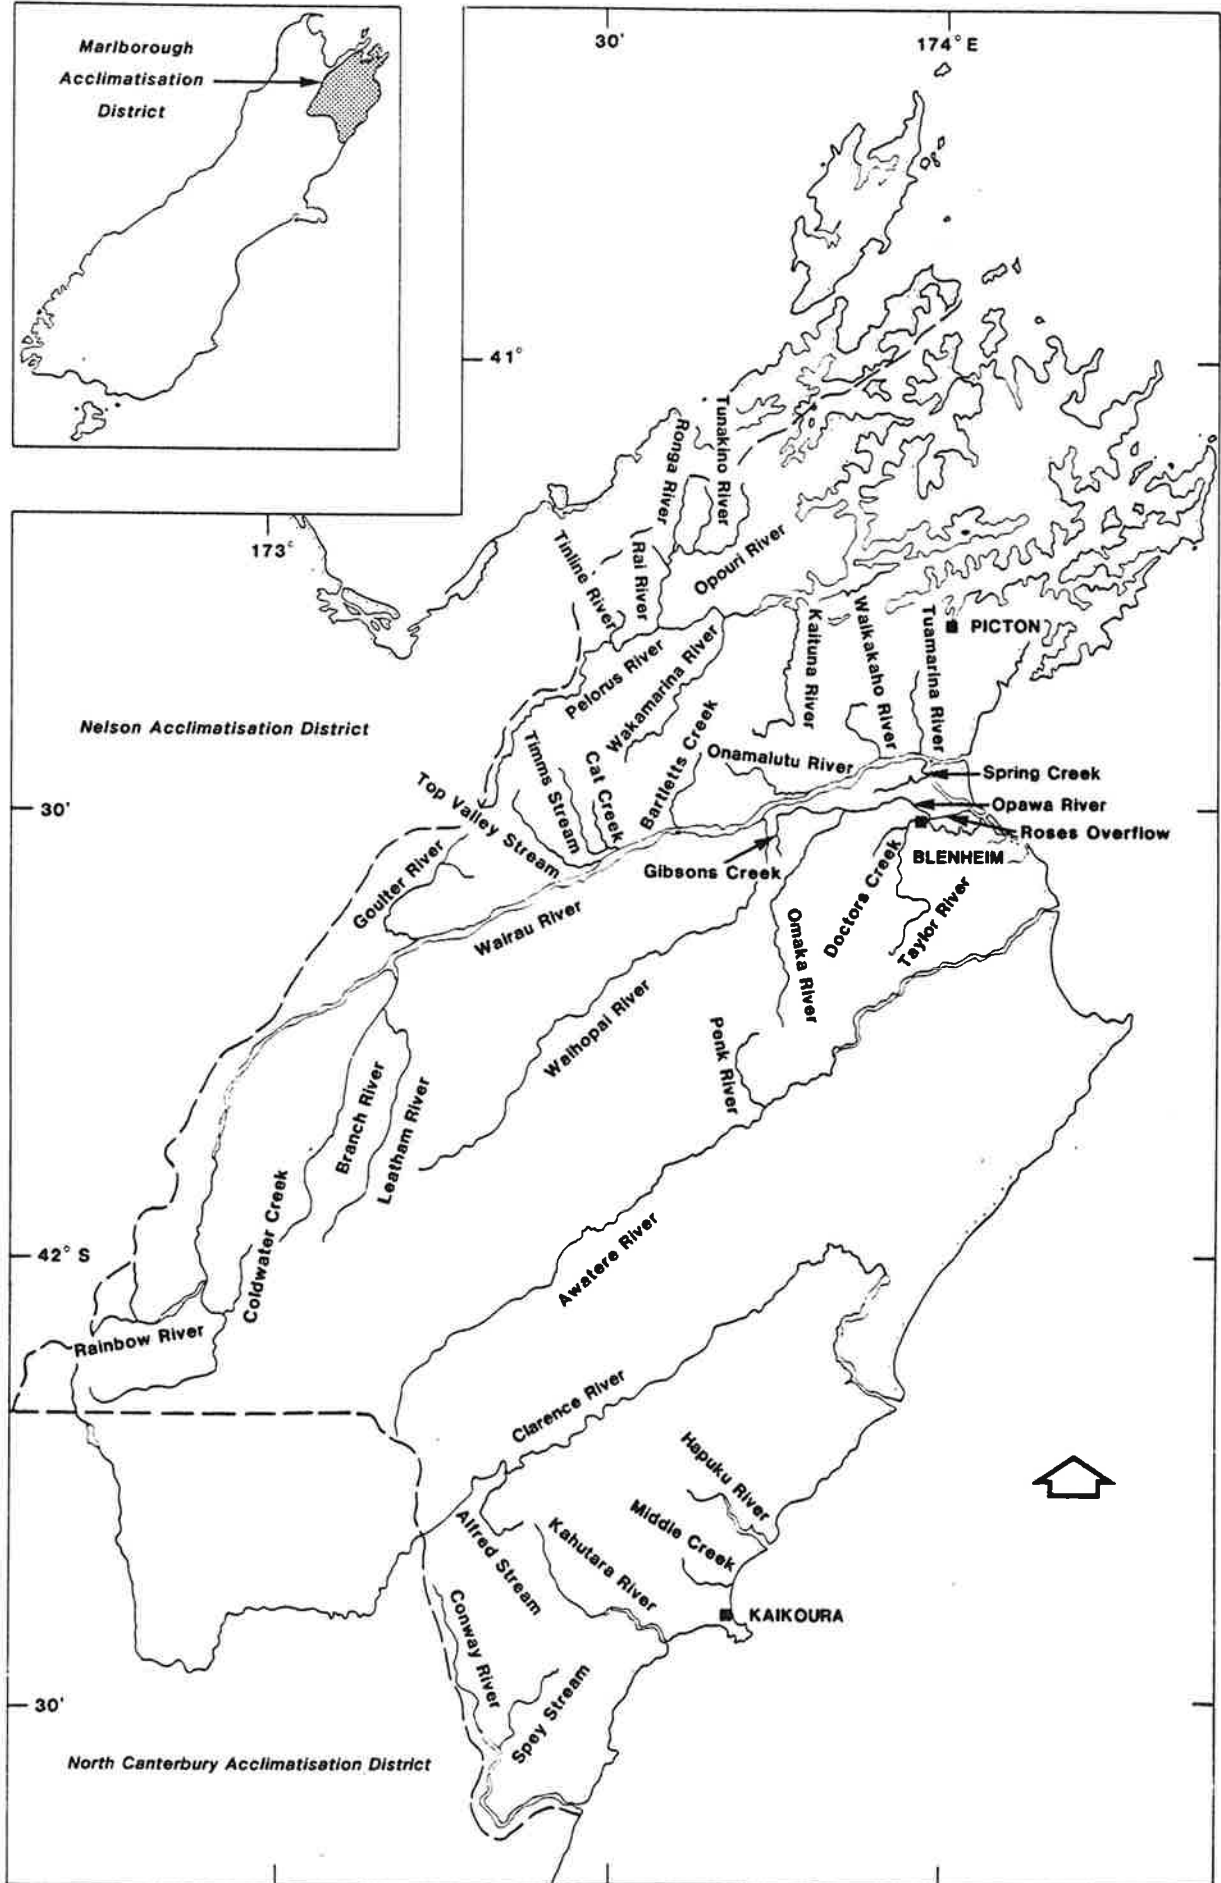 Marlborough
Acclimatisation
District
30'
174° E
41°
173°
Ronga River
Tunakino River
Tinline River
Rai River
Opouri River
Pelorus River
Wakamarina River
Kaituna River
Waikakaho River
Tuamarina River
PICTON
Nelson Acclimatisation District
Timms Stream
Cat Creek
Bartletts Creek
Onamalutu River
Spring Creek
30'
Top Valley Stream
Opawa River
Roses Overflow
Goulter River
Gibsons Creek
BLENHEIM
Wairau River
Omaka River
Doctors Creek
Taylor River
Waihopai River
Penk River
Branch River
Leatham River
Coldwater Creek
42° S
Awatere River
Rainbow River
Clarence River
Hapuku River
Middle Creek
Alfred Stream
Kahutara River
KAIKOURA
Conway River
Spey Stream
30'
North Canterbury Acclimatisation District